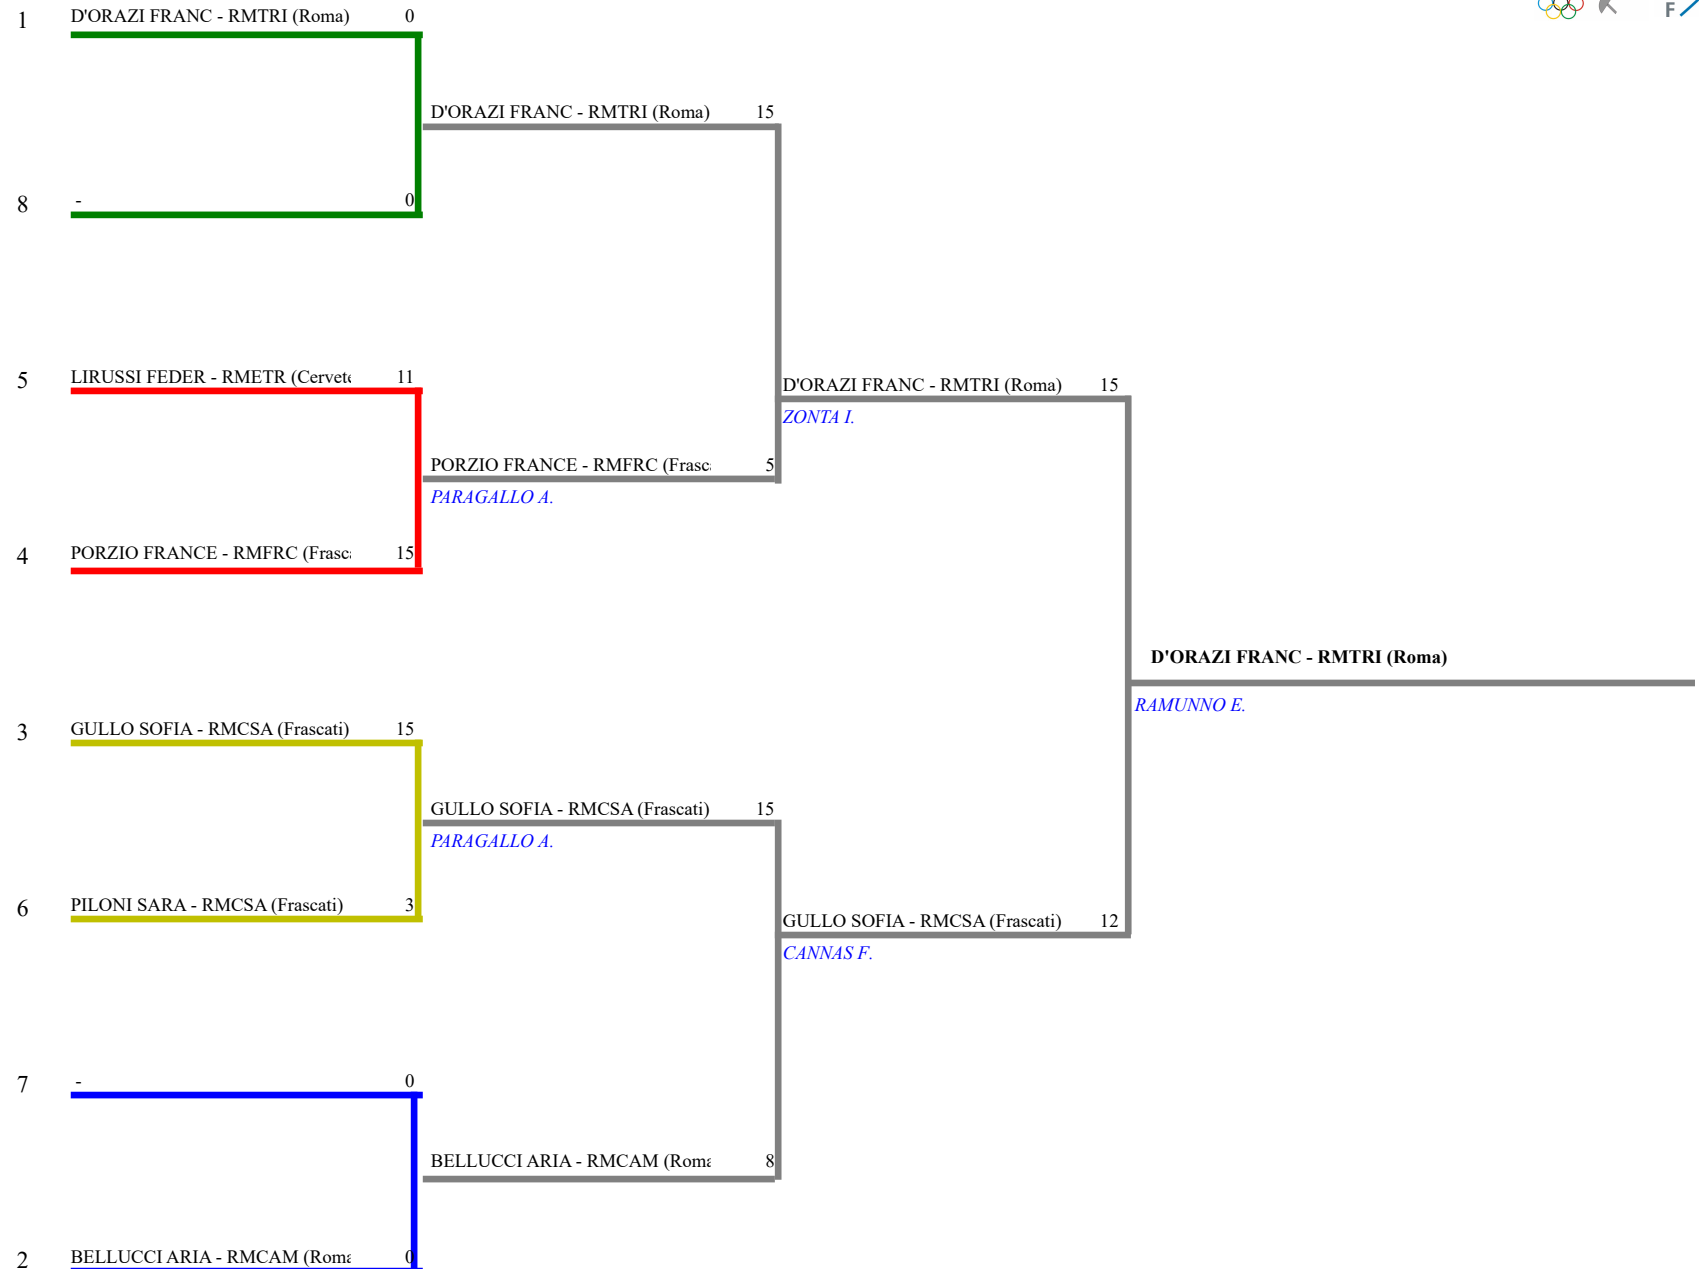 1 D'ORAZI FRANC - RMTRI (Roma) 0
F
D'ORAZI FRANC - RMTRI (Roma) 15
8 - 0
5 LIRUSSI FEDER - RMETR (Cervete 11
D'ORAZI FRANC - RMTRI (Roma) 15
ZONTA I.
PORZIO FRANCE - RMFRC (Frasca 5
PARAGALLO A.
4 PORZIO FRANCE - RMFRC (Frasca 15
D'ORAZI FRANC - RMTRI (Roma)
RAMUNNO E.
3 GULLO SOFIA - RMCSA (Frascati) 15
GULLO SOFIA - RMCSA (Frascati) 15
PARAGALLO A.
6 PILONI SARA - RMCSA (Frascati) 3
GULLO SOFIA - RMCSA (Frascati) 12
CANNAS F.
7 - 0
BELLUCCI ARIA - RMCAM (Roma 8
2 BELLUCCI ARIA - RMCAM (Roma 0